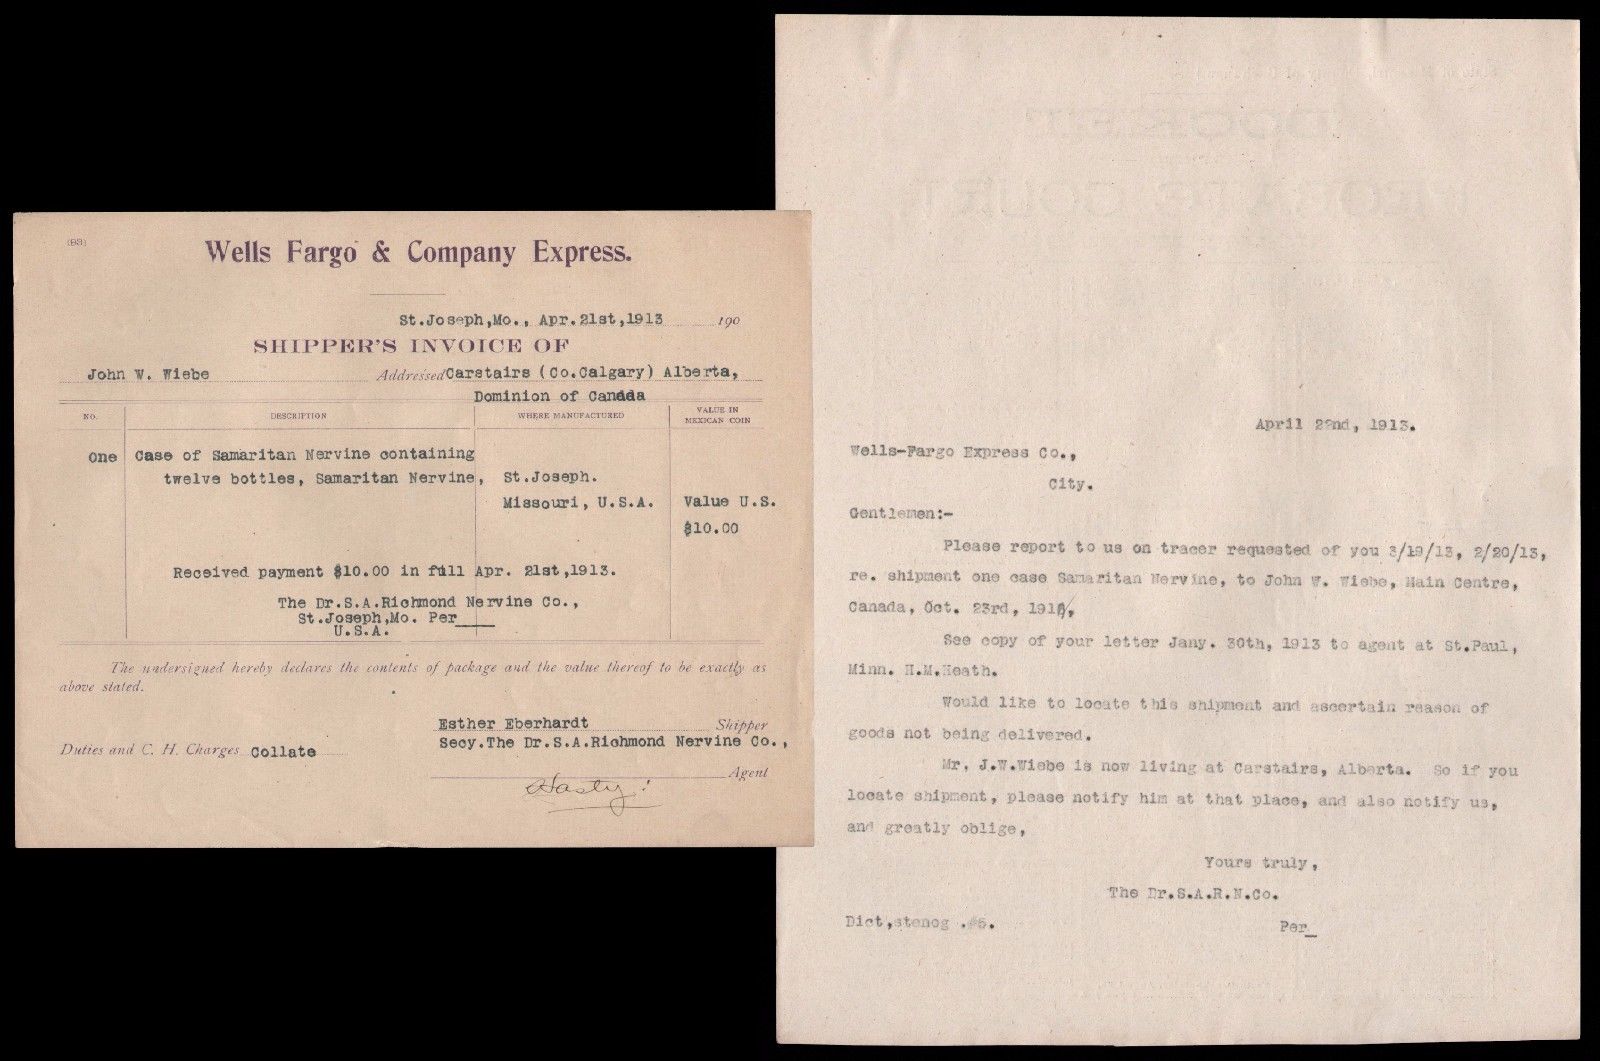 (B3)
Wells Fargo & Company Express.
St.Joseph,Mo., Apr.21st,1913 190
SHIPPER'S INVOICE OF
John W. Wiebe Addressed Carstairs (Co.Calgary) Alberta,
Dominion of Canada
NO. DESCRIPTION WHERE MANUFACTURED VALUE IN MEXICAN COIN
One Case of Samaritan Nervine containing
twelve bottles, Samaritan Nervine, St.Joseph.
Missouri, U.S.A. Value U.S.
$10.00
Received payment $10.00 in full Apr. 21st,1913.
The Dr.S.A.Richmond Nervine Co.,
St.Joseph,Mo. Per____
U.S.A.
The undersigned hereby declares the contents of package and the value thereof to be exactly as
above stated.
Esther Eberhardt Shipper
Duties and C. H. Charges Collate Secy.The Dr.S.A.Richmond Nervine Co.,
Agent
DOCKET
PROBATE COURT
April 22nd, 1913.
Wells-Fargo Express Co.,
City.
Gentlemen:-
Please report to us on tracer requested of you 3/19/13, 2/20/13,
re. shipment one case Samaritan Nervine, to John W. Wiebe, Main Centre,
Canada, Oct. 23rd,
See copy of your letter Jany. 30th, 1913 to agent at St.Paul,
Minn. H.M.Heath.
Would like to locate this shipment and ascertain reason of
goods not being delivered.
Mr. J.W.Wiebe is now living at Carstairs, Alberta. So if you
locate shipment, please notify him at that place, and also notify us,
and greatly oblige,
Yours truly,
The Dr.S.A.R.N.Co.
Dict,stenog .#6.
Per_